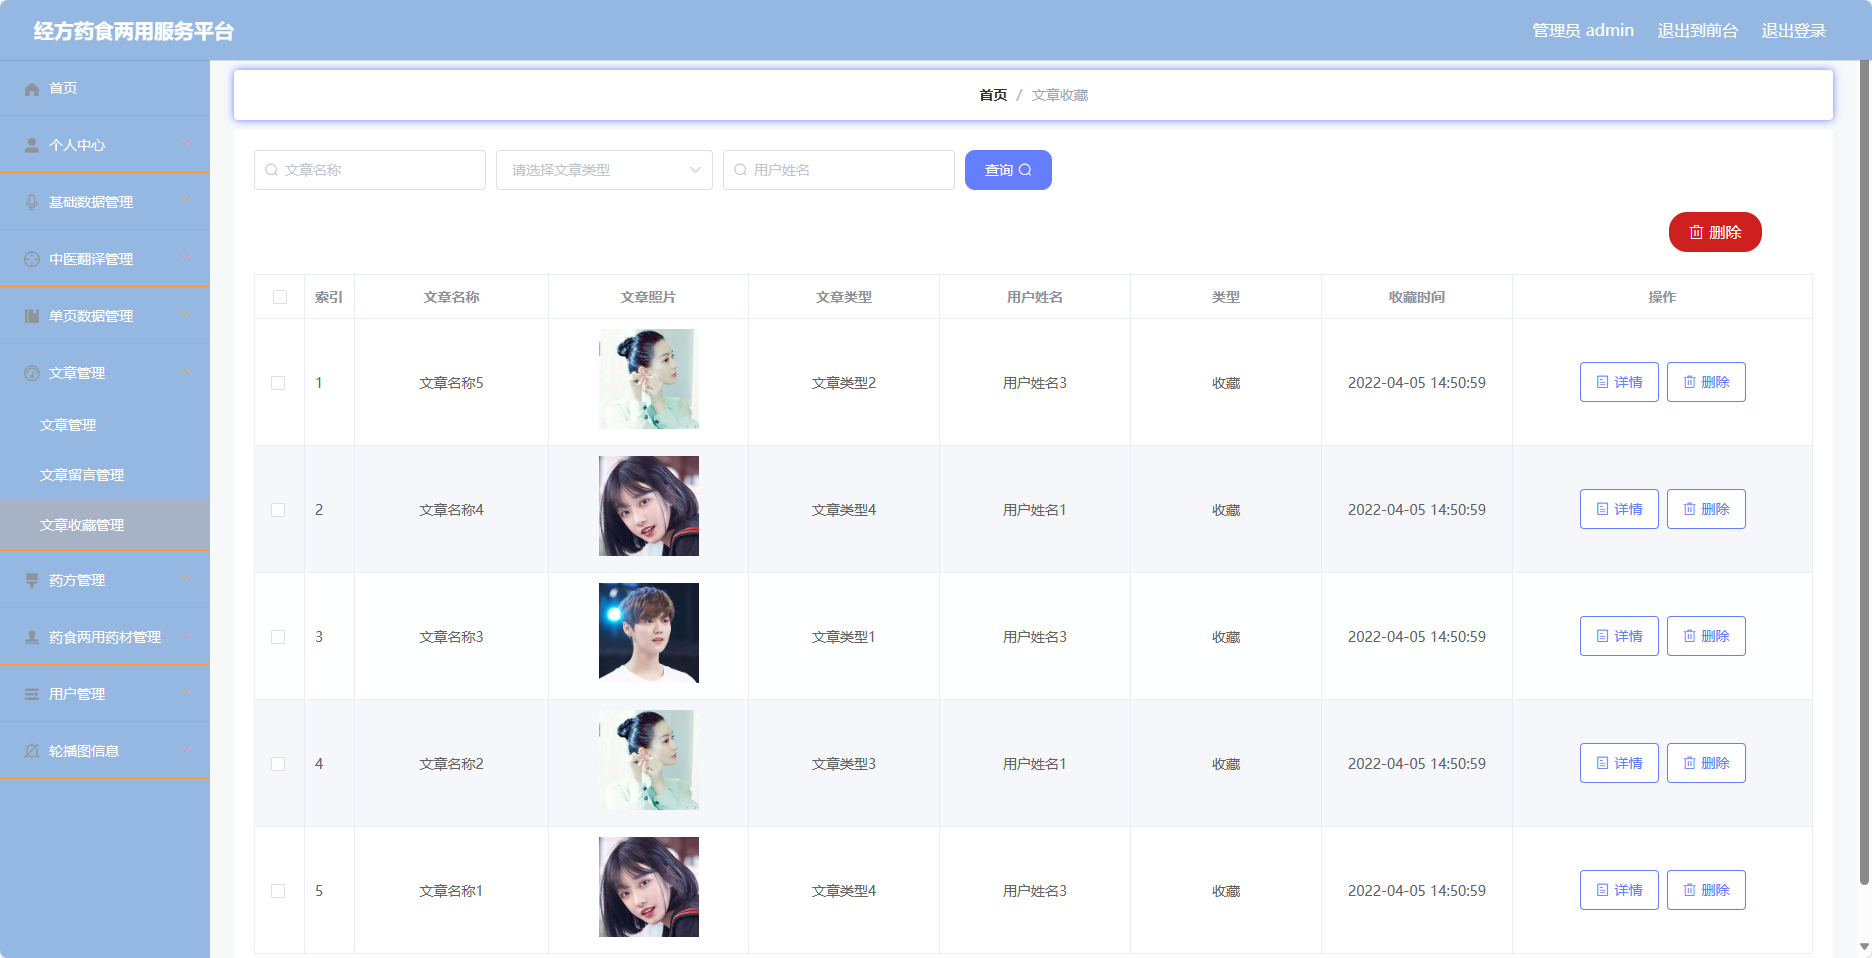 经方药食两用服务平台
管理员 admin 退出到前台 退出登录
首页
个人中心
基础数据管理
中医翻译管理
单页数据管理
文章管理
文章管理
文章留言管理
文章收藏管理
药方管理
药食两用药材管理
用户管理
轮播图信息
首页 / 文章收藏
文章名称 请选择文章类型 用户姓名 查询
删除
索引 文章名称 文章照片 文章类型 用户姓名 类型 收藏时间 操作
1 文章名称5 文章类型2 用户姓名3 收藏 2022-04-05 14:50:59 详情 删除
2 文章名称4 文章类型4 用户姓名1 收藏 2022-04-05 14:50:59 详情 删除
3 文章名称3 文章类型1 用户姓名3 收藏 2022-04-05 14:50:59 详情 删除
4 文章名称2 文章类型3 用户姓名1 收藏 2022-04-05 14:50:59 详情 删除
5 文章名称1 文章类型4 用户姓名3 收藏 2022-04-05 14:50:59 详情 删除